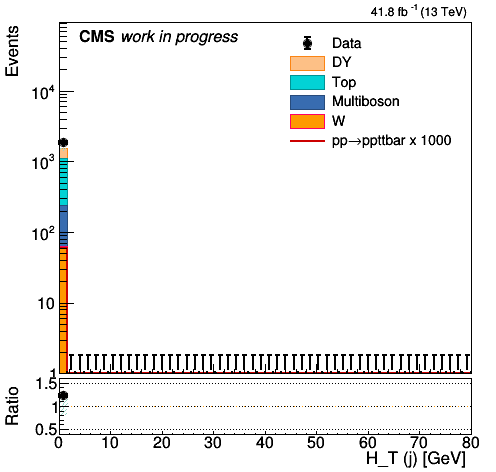 41.8 fb⁻¹ (13 TeV)
CMS work in progress
Events
Data
DY
Top
Multiboson
W
pp→ppttbar x 1000
10⁴
10³
10²
10
1
Ratio
1.5
1
0.5
0 10 20 30 40 50 60 70 80
H_T (j) [GeV]